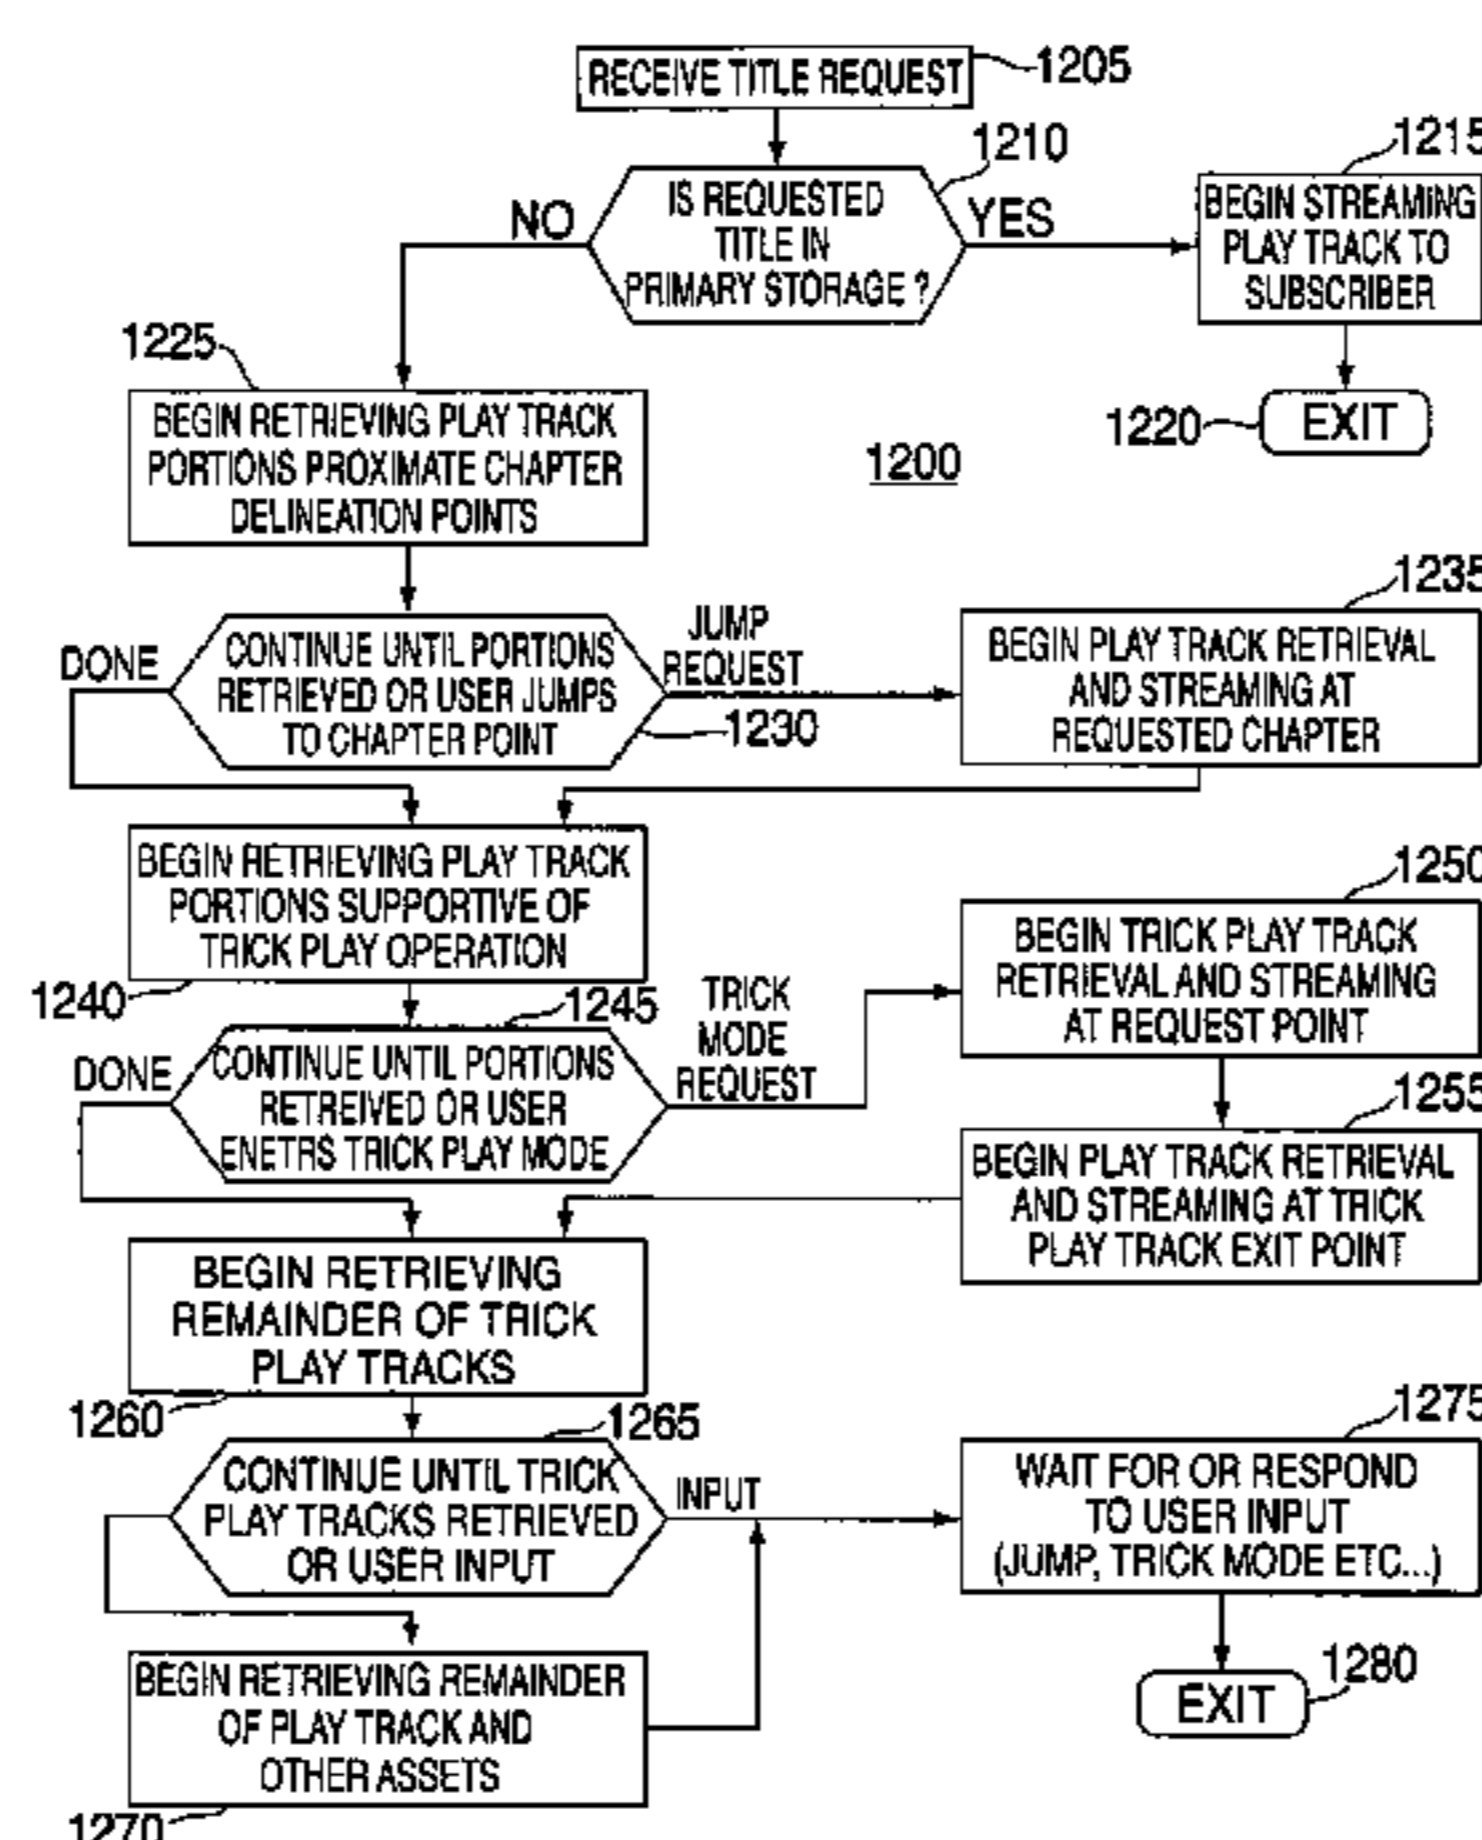 RECEIVE TITLE REQUEST
1205
1210
IS REQUESTED
TITLE IN
PRIMARY STORAGE ?
NO
YES
1215
BEGIN STREAMING
PLAY TRACK TO
SUBSCRIBER
1220
EXIT
1200
1225
BEGIN RETRIEVING PLAY TRACK
PORTIONS PROXIMATE CHAPTER
DELINEATION POINTS
DONE
CONTINUE UNTIL PORTIONS
RETRIEVED OR USER JUMPS
TO CHAPTER POINT
1230
JUMP
REQUEST
1235
BEGIN PLAY TRACK RETRIEVAL
AND STREAMING AT
REQUESTED CHAPTER
BEGIN RETRIEVING PLAY TRACK
PORTIONS SUPPORTIVE OF
TRICK PLAY OPERATION
1240
1245
DONE
CONTINUE UNTIL PORTIONS
RETREIVED OR USER
ENETRS TRICK PLAY MODE
TRICK
MODE
REQUEST
1250
BEGIN TRICK PLAY TRACK
RETRIEVAL AND STREAMING
AT REQUEST POINT
1255
BEGIN PLAY TRACK RETRIEVAL
AND STREAMING AT TRICK
PLAY TRACK EXIT POINT
BEGIN RETRIEVING
REMAINDER OF TRICK
PLAY TRACKS
1260
1265
CONTINUE UNTIL TRICK
PLAY TRACKS RETRIEVED
OR USER INPUT
INPUT
1275
WAIT FOR OR RESPOND
TO USER INPUT
(JUMP, TRICK MODE ETC...)
1280
EXIT
BEGIN RETRIEVING REMAINDER
OF PLAY TRACK AND
OTHER ASSETS
1270